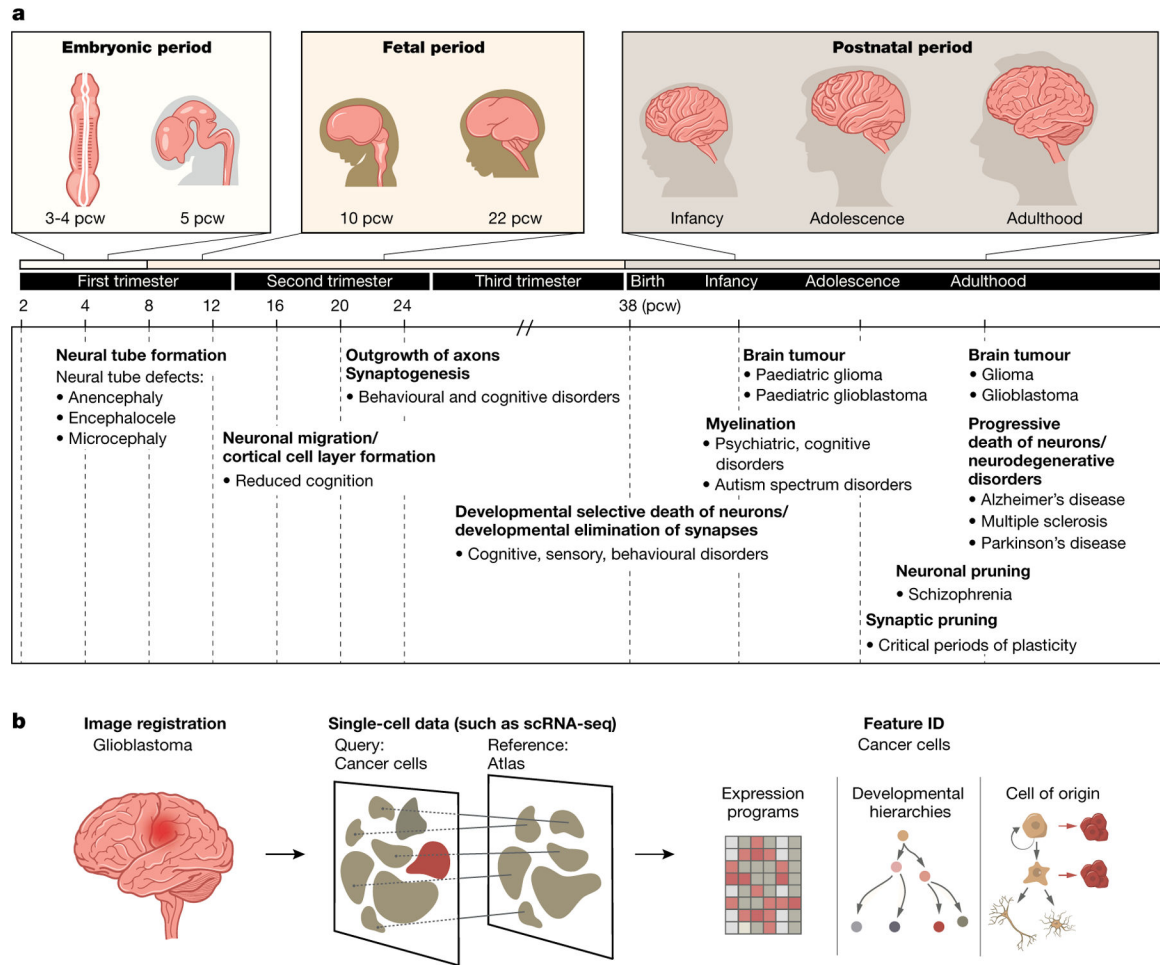 a
Embryonic period
3-4 pcw
5 pcw
Fetal period
10 pcw
22 pcw
Postnatal period
Infancy
Adolescence
Adulthood
First trimester
Second trimester
Third trimester
Birth
Infancy
Adolescence
Adulthood
2
4
8
12
16
20
24
38 (pcw)
Neural tube formation
Neural tube defects:
• Anencephaly
• Encephalocele
• Microcephaly
Neuronal migration/
cortical cell layer formation
• Reduced cognition
Outgrowth of axons
Synaptogenesis
• Behavioural and cognitive disorders
Developmental selective death of neurons/
developmental elimination of synapses
• Cognitive, sensory, behavioural disorders
Brain tumour
• Paediatric glioma
• Paediatric glioblastoma
Myelination
• Psychiatric, cognitive
disorders
• Autism spectrum disorders
Brain tumour
• Glioma
• Glioblastoma
Progressive
death of neurons/
neurodegenerative
disorders
• Alzheimer's disease
• Multiple sclerosis
• Parkinson's disease
Neuronal pruning
• Schizophrenia
Synaptic pruning
• Critical periods of plasticity
b
Image registration
Glioblastoma
Single-cell data (such as scRNA-seq)
Query:
Cancer cells
Reference:
Atlas
Feature ID
Cancer cells
Expression
programs
Developmental
hierarchies
Cell of origin